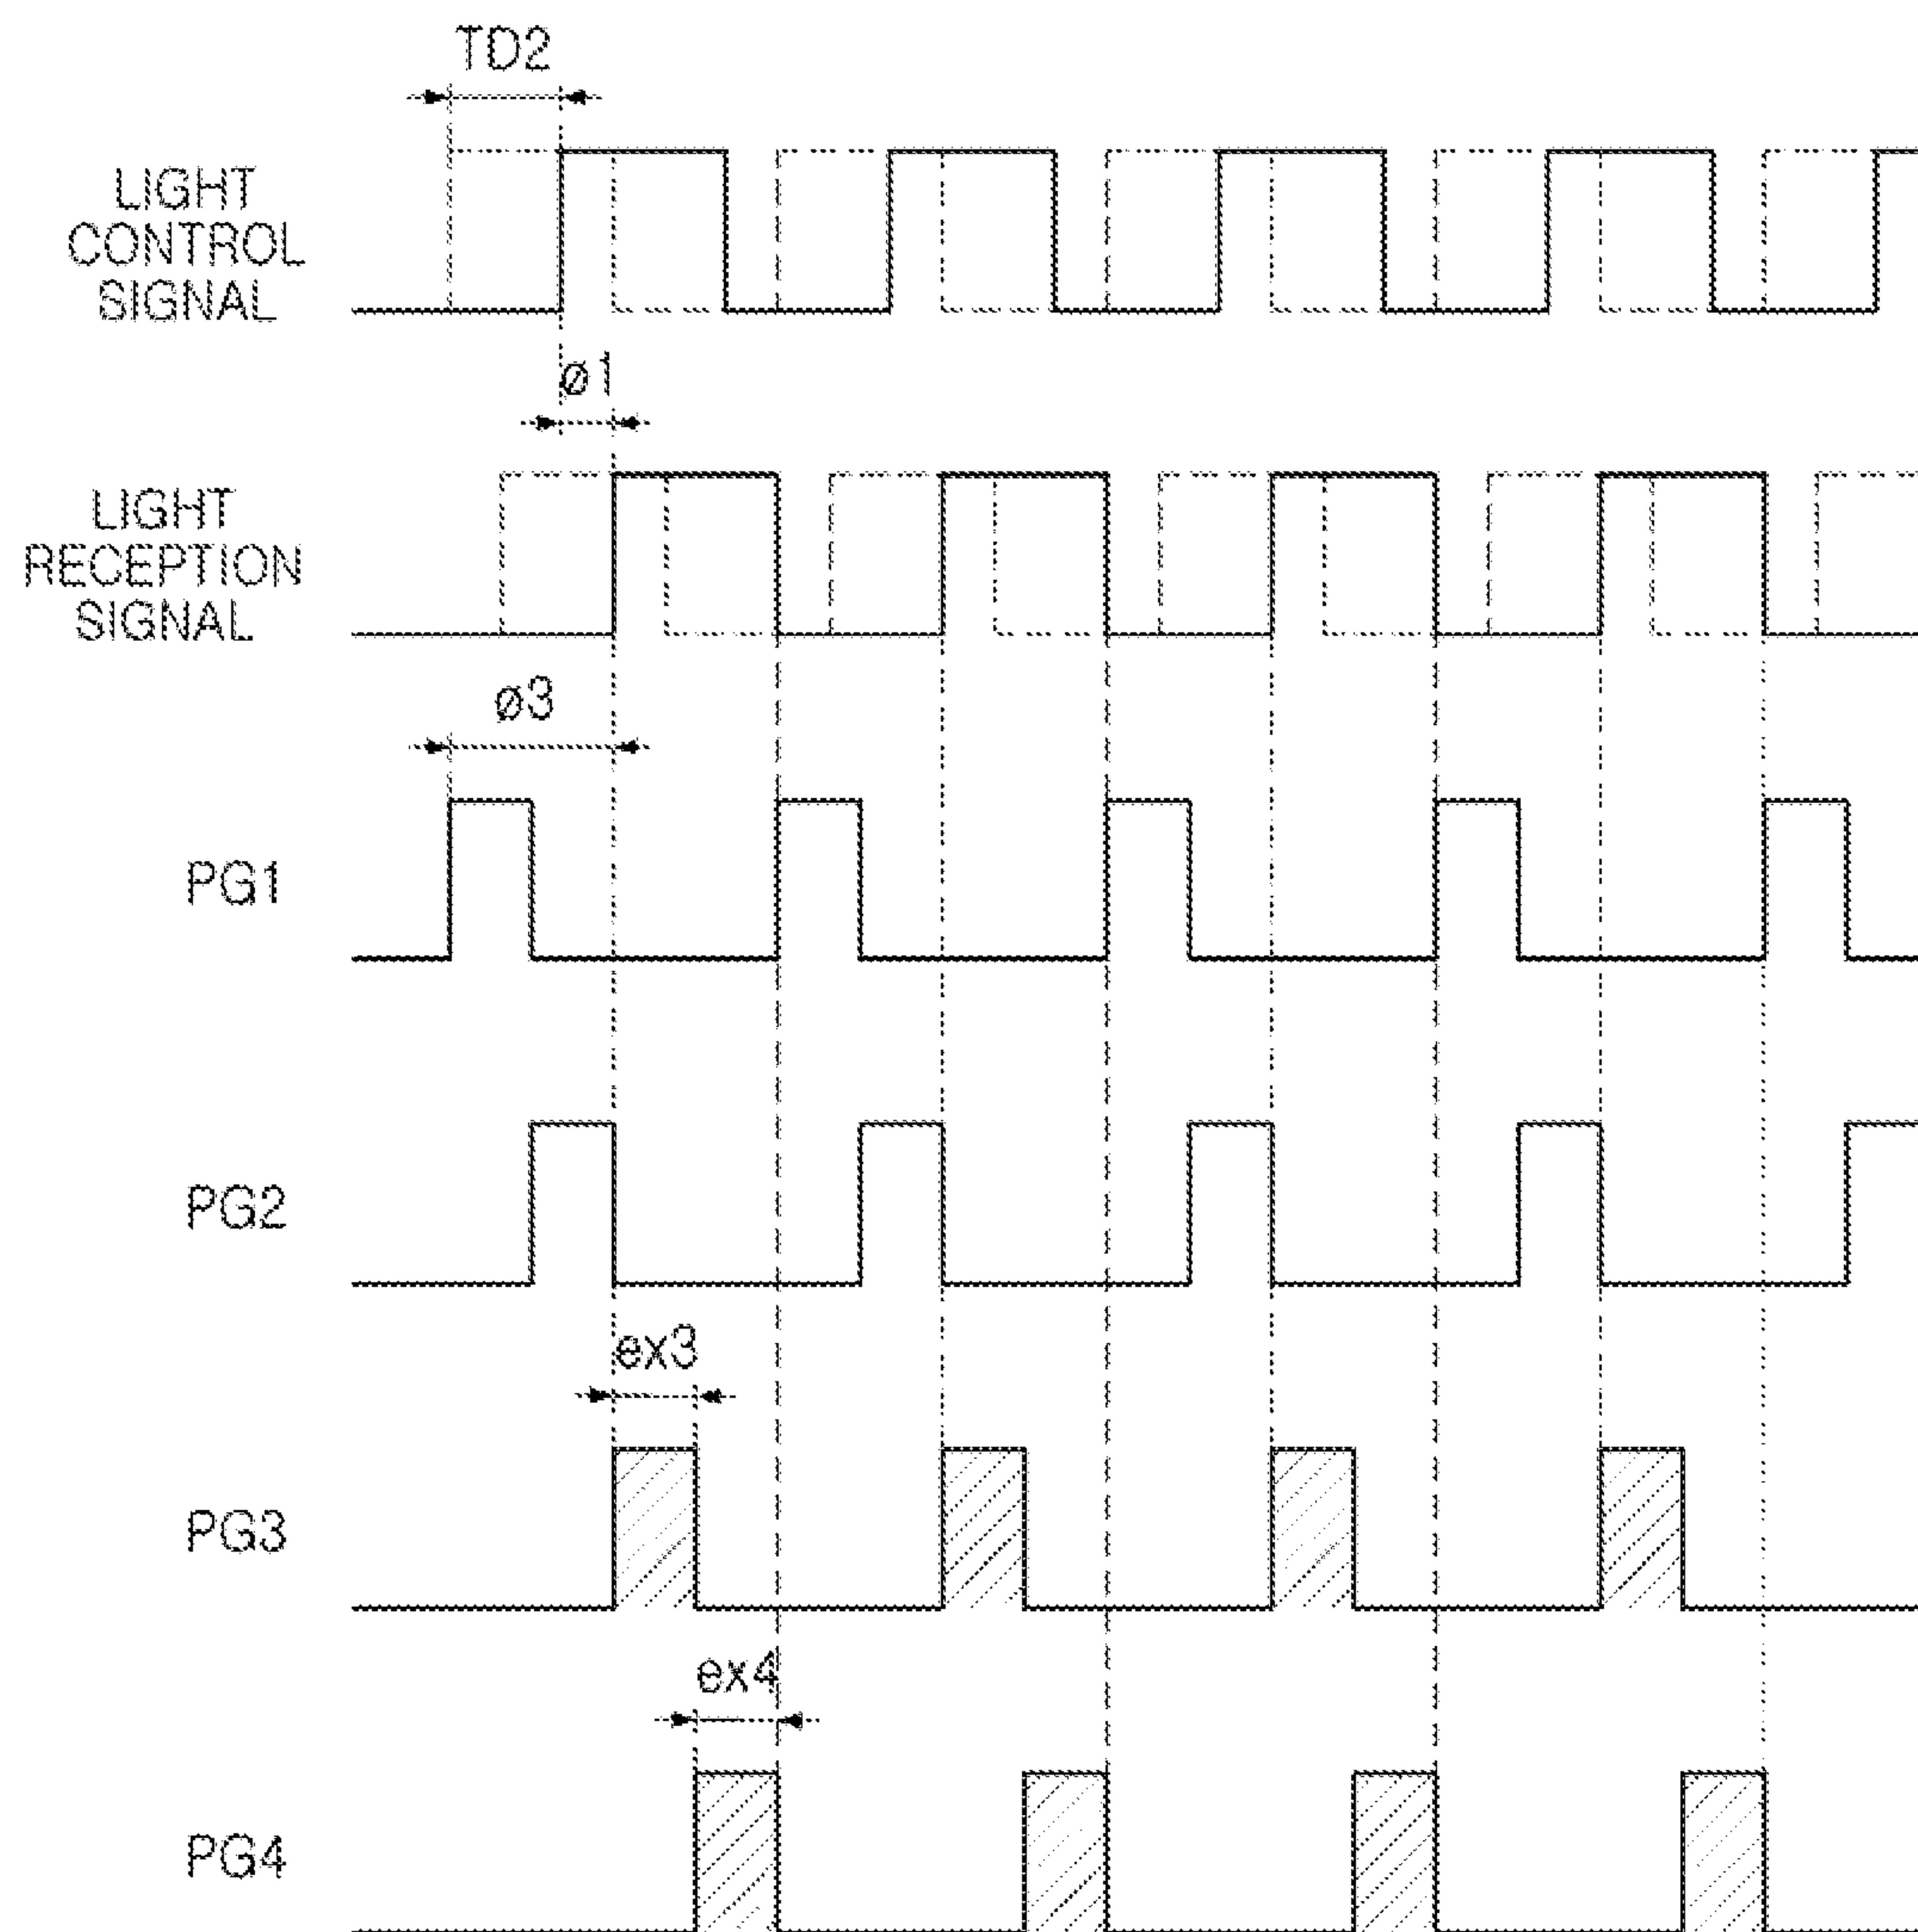 TD2
LIGHT
CONTROL
SIGNAL
ø1
LIGHT
RECEPTION
SIGNAL
ø3
PG1
PG2
ex3
PG3
ex4
PG4